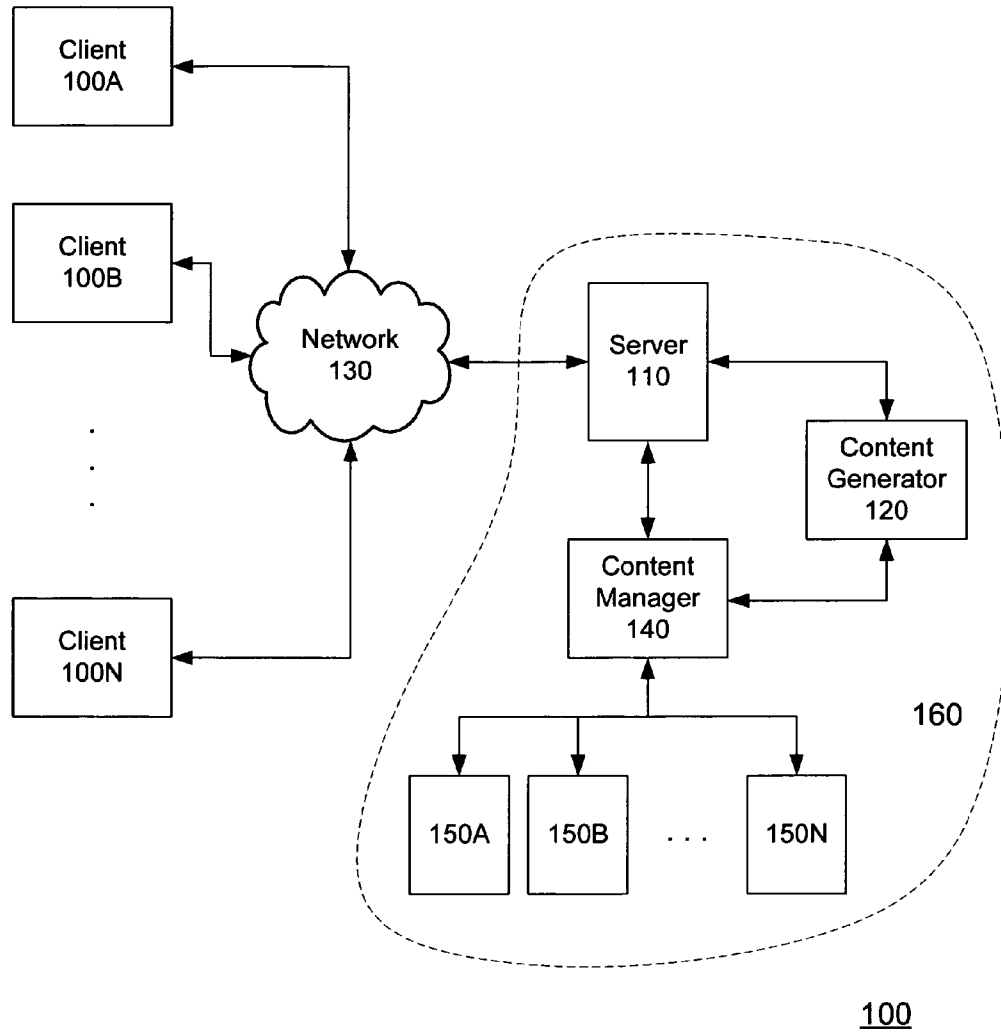 Client
100A
Client
100B
Network
130
Server
110
Content
Generator
120
.
.
.
Content
Manager
140
Client
100N
160
150A
150B
. . .
150N
100